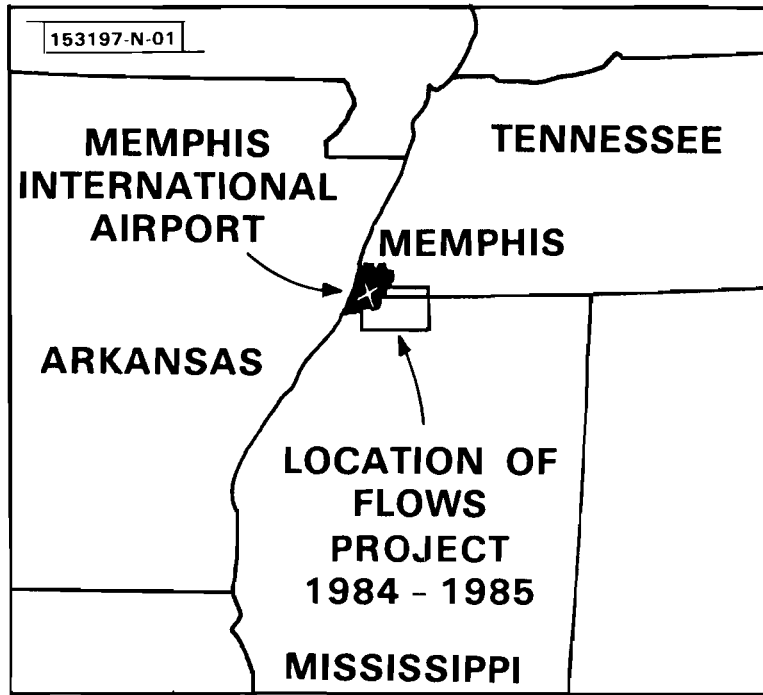 153197-N-01
MEMPHIS
INTERNATIONAL
AIRPORT
TENNESSEE
MEMPHIS
ARKANSAS
LOCATION OF
FLOWS
PROJECT
1984 - 1985
MISSISSIPPI